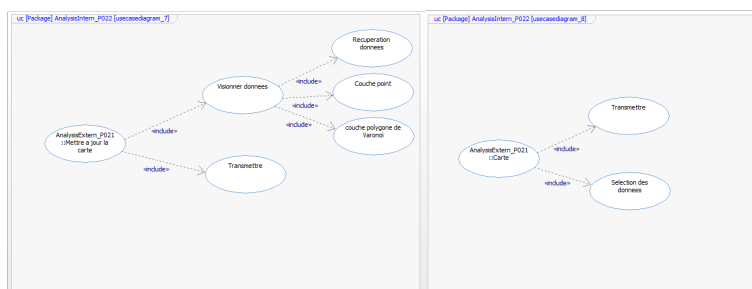 uc [Package] AnalysisIntern_P022 [usecasediagram_7]
Recuperation
donnees
Visionner donnees
«include»
Couche point
«include»
«include»
couche polygone de
Varonoi
AnalysisExtern_P021
::Mettre a jour la
carte
«include»
«include»
Transmettre
uc [Package] AnalysisIntern_P022 [usecasediagram_8]
Transmettre
AnalysisExtern_P021
::Carte
«include»
«include»
Selection des
donnees